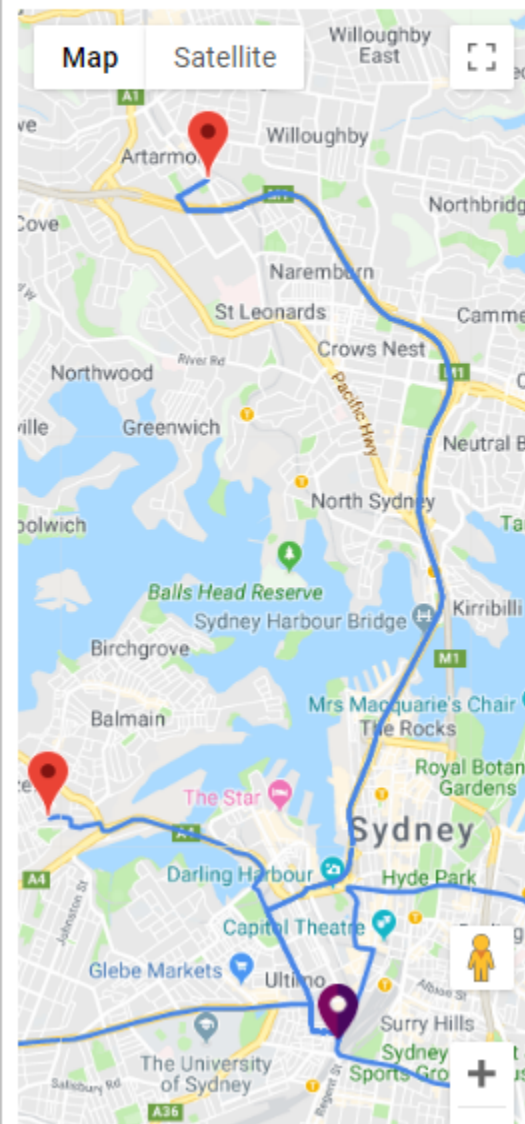 Willoughby
East
Map
Satellite
A1
Willoughby
Artarmo
Cove
Northbridg
Naremburn
St Leonards
Camme
River Rd
Crows Nest
Northwood
M1
Pacific Hwy
ville
Greenwich
Neutral B
North Sydney
oolwich
Ta
Balls Head Reserve
Kirribilli
Sydney Harbour Bridge
Birchgrove
M1
Mrs Macquarie's Chair
Balmain
The Rocks
Royal Botan
Gardens
The Star
Sydney
Darling Harbour
Hyde Park
A4
Johnston St
Capitol Theatre
Glebe Markets
Ultimo
Albion St
Surry Hills
The University
of Sydney
Sydney
Sports Gro
Salisbury Rd
Regent St
A36